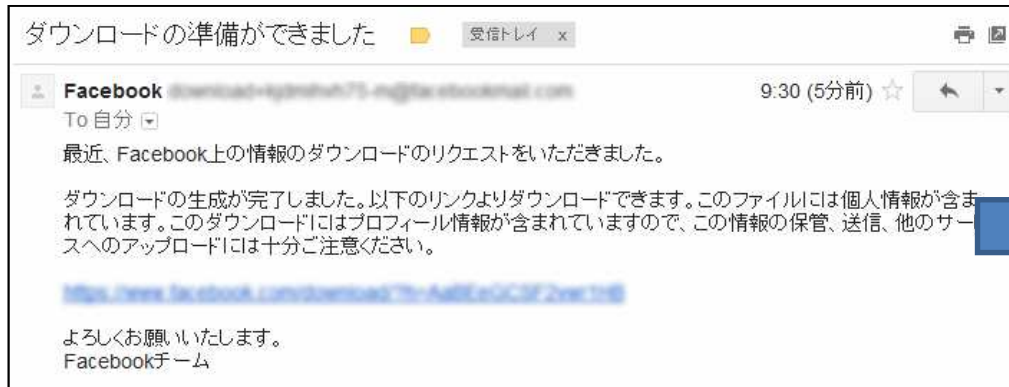 ダウンロードの準備ができました 受信トレイ x
Facebook 9:30 (5分前)
To 自分
最近、Facebook上の情報のダウンロードのリクエストをいただきました。
ダウンロードの生成が完了しました。以下のリンクよりダウンロードできます。このファイルには個人情報が含ま
れています。このダウンロードにはプロフィール情報が含まれていますので、この情報の保管、送信、他のサー
スへのアップロードには十分ご注意ください。
よろしくお願いいたします。
Facebookチーム